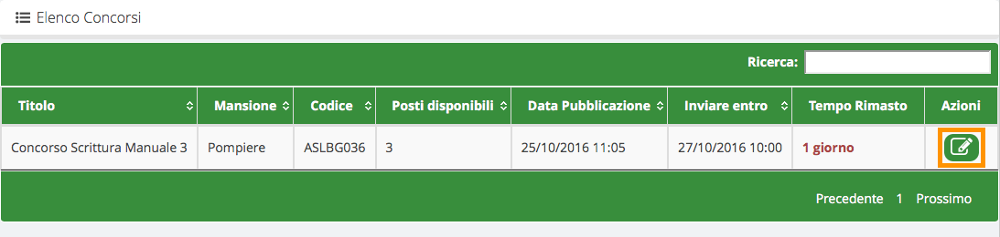 Elenco Concorsi
Ricerca:
Titolo Mansione Codice Posti disponibili Data Pubblicazione Inviare entro Tempo Rimasto Azioni
Concorso Scrittura Manuale 3 Pompiere ASLBG036 3 25/10/2016 11:05 27/10/2016 10:00 1 giorno
Precedente 1 Prossimo